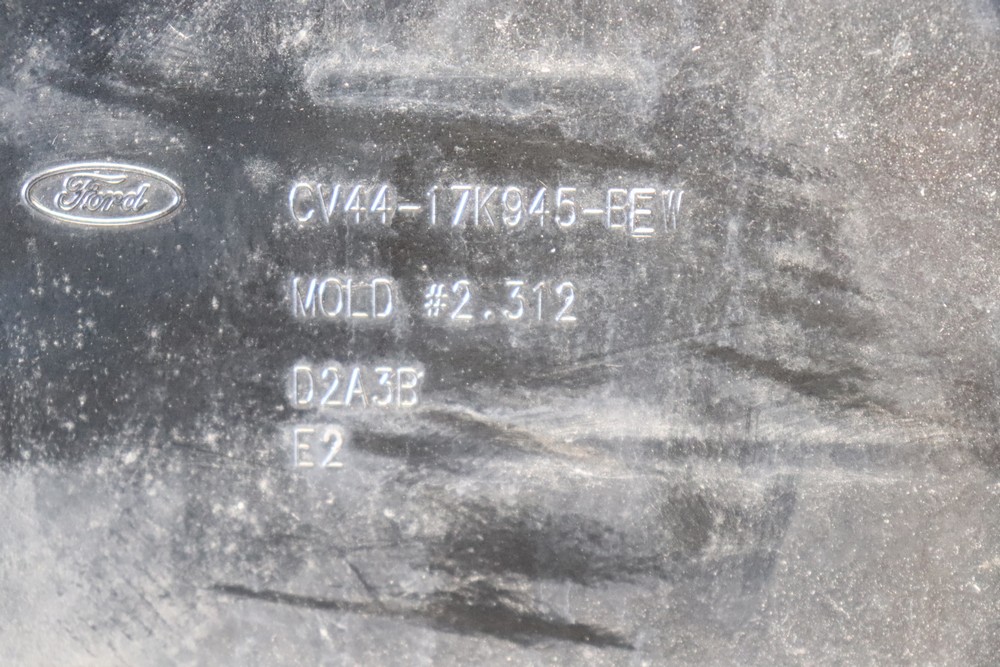 Ford
CV44-17K945-BEW
MOLD #2.312
D2A3B
E2